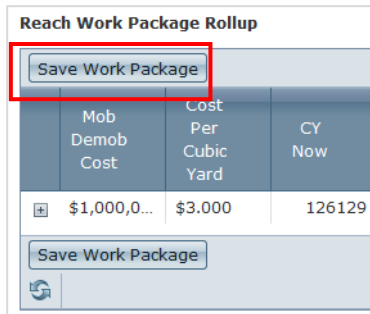 Reach Work Package Rollup
Save Work Package
Mob Demob Cost
Cost Per Cubic Yard
CY Now
$1,000,0... $3.000 126129
Save Work Package